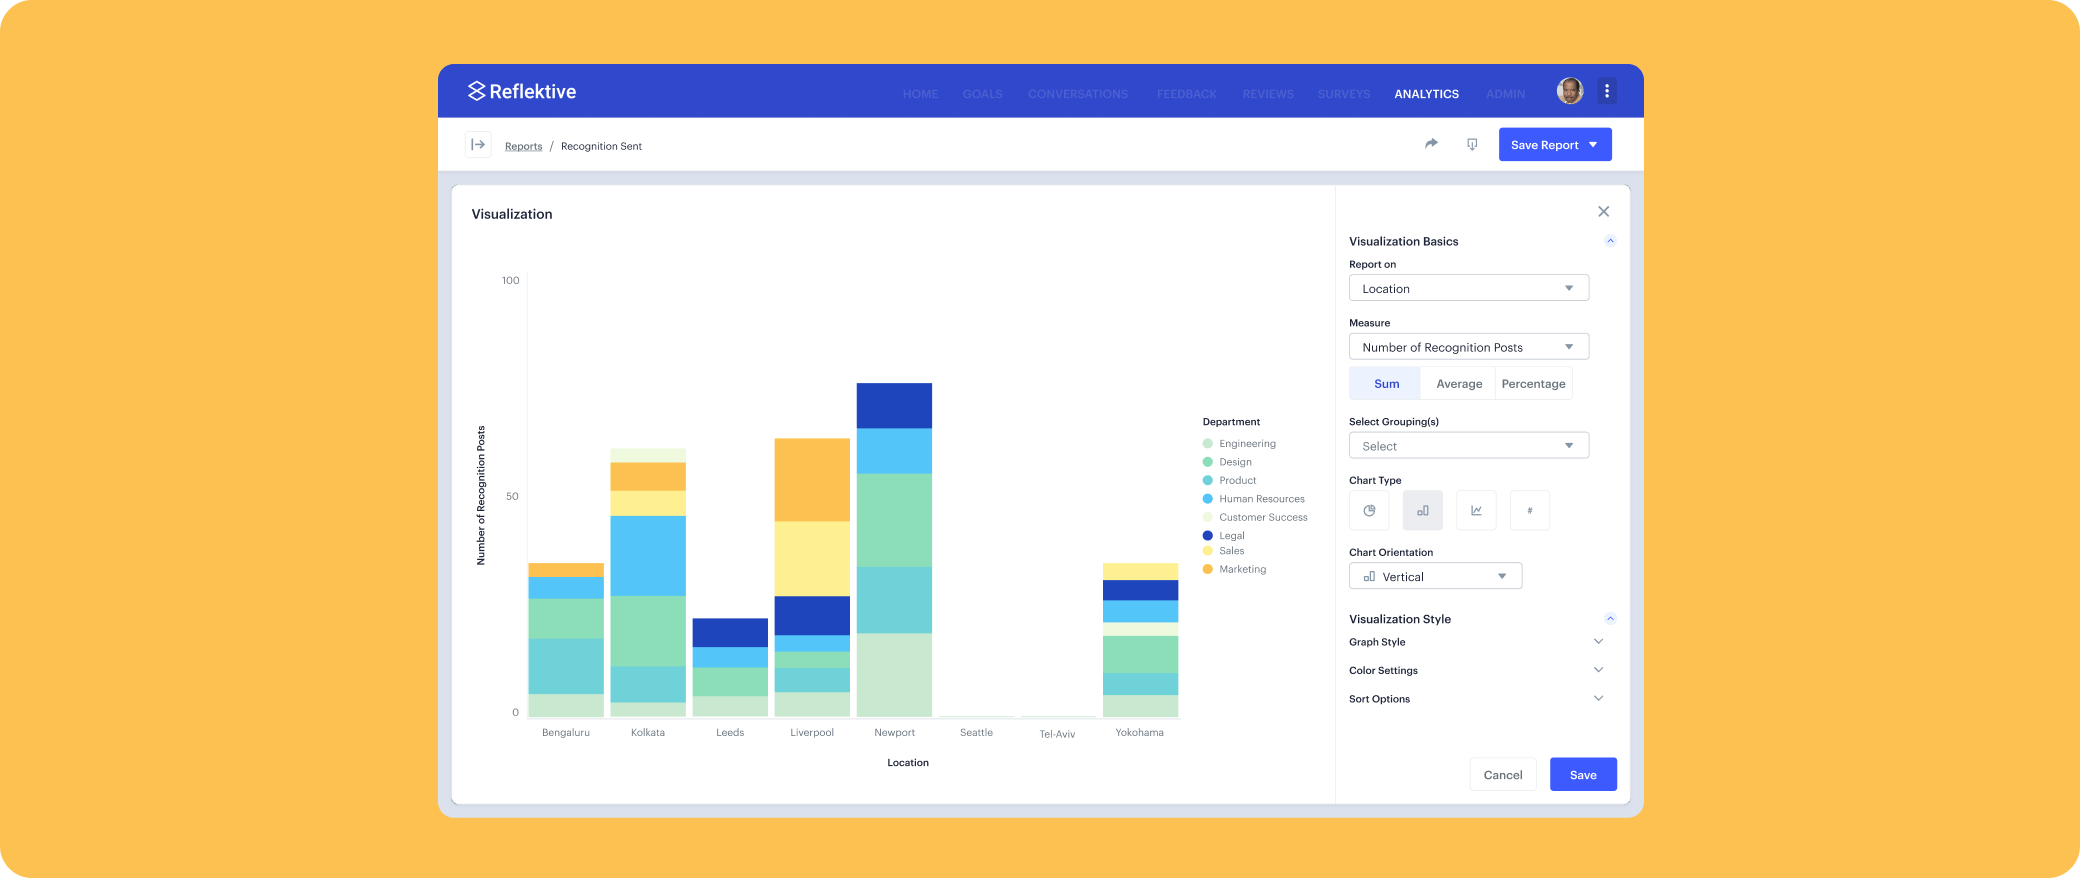 Reflektive
HOME GOALS CONVERSATIONS FEEDBACK REVIEWS SURVEYS ANALYTICS ADMIN
Reports / Recognition Sent
Save Report
Visualization
100
50
0
Number of Recognition Posts
Bengaluru Kolkata Leeds Liverpool Newport Seattle Tel-Aviv Yokohama
Location
Department
Engineering
Design
Product
Human Resources
Customer Success
Legal
Sales
Marketing
Visualization Basics
Report on
Location
Measure
Number of Recognition Posts
Sum Average Percentage
Select Grouping(s)
Select
Chart Type
#
Chart Orientation
Vertical
Visualization Style
Graph Style
Color Settings
Sort Options
Cancel Save